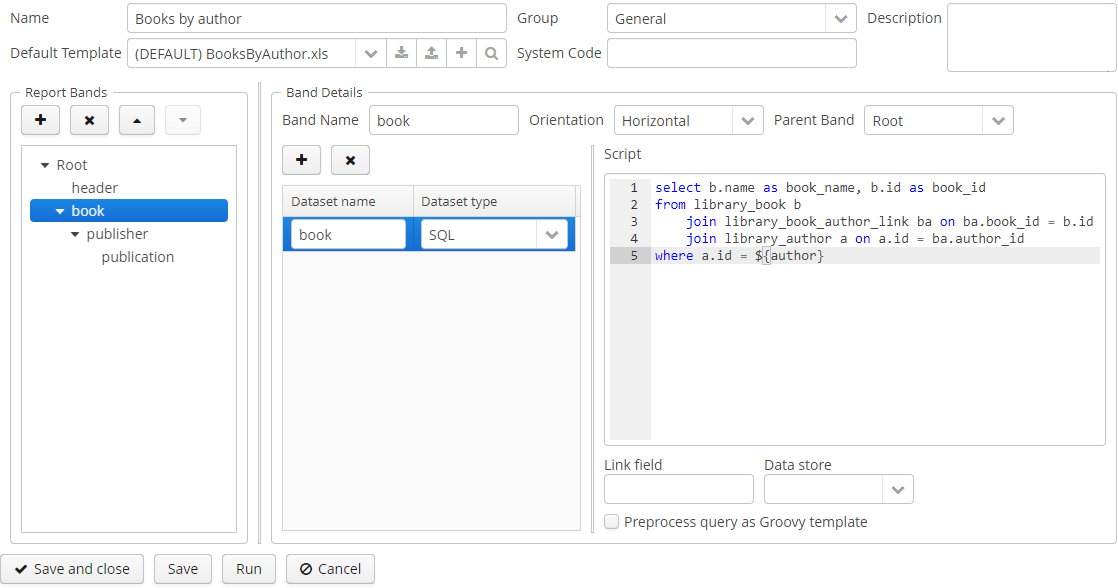 Name Books by author Group General Description
Default Template (DEFAULT) BooksByAuthor.xls System Code
Report Bands
Root
header
book
publisher
publication
Band Details
Band Name book Orientation Horizontal Parent Band Root
Dataset name Dataset type
book SQL
Script
1 select b.name as book_name, b.id as book_id
2 from library_book b
3 join library_book_author_link ba on ba.book_id = b.id
4 join library_author a on a.id = ba.author_id
5 where a.id = ${author}
Link field Data store
Preprocess query as Groovy template
Save and close Save Run Cancel